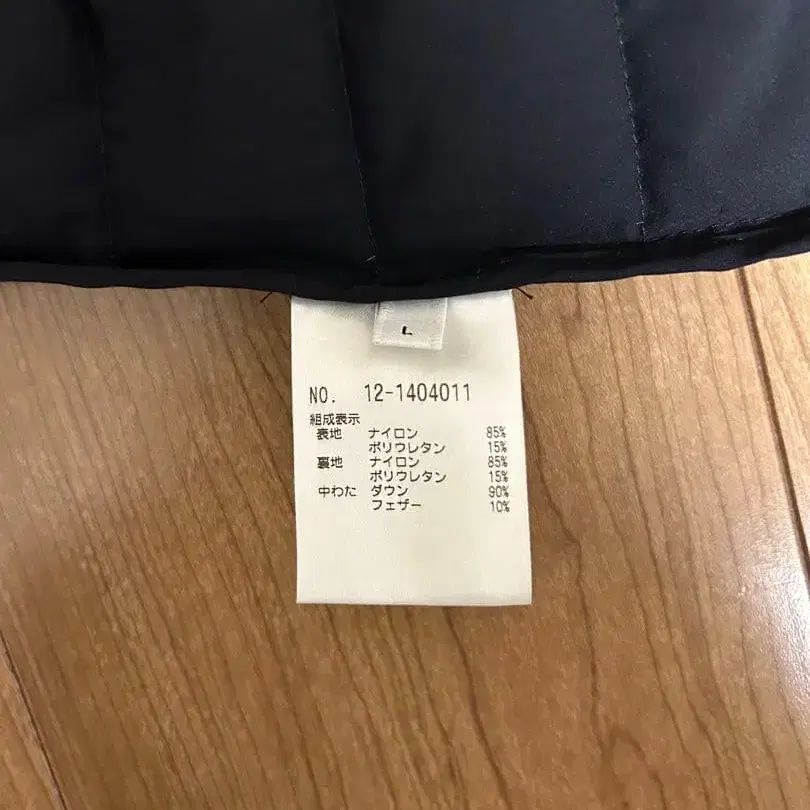 L
NO. 12-1404011
組成表示
表地 ナイロン 85%
ポリウレタン 15%
裏地 ナイロン 85%
ポリウレタン 15%
中わた ダウン 90%
フェザー 10%